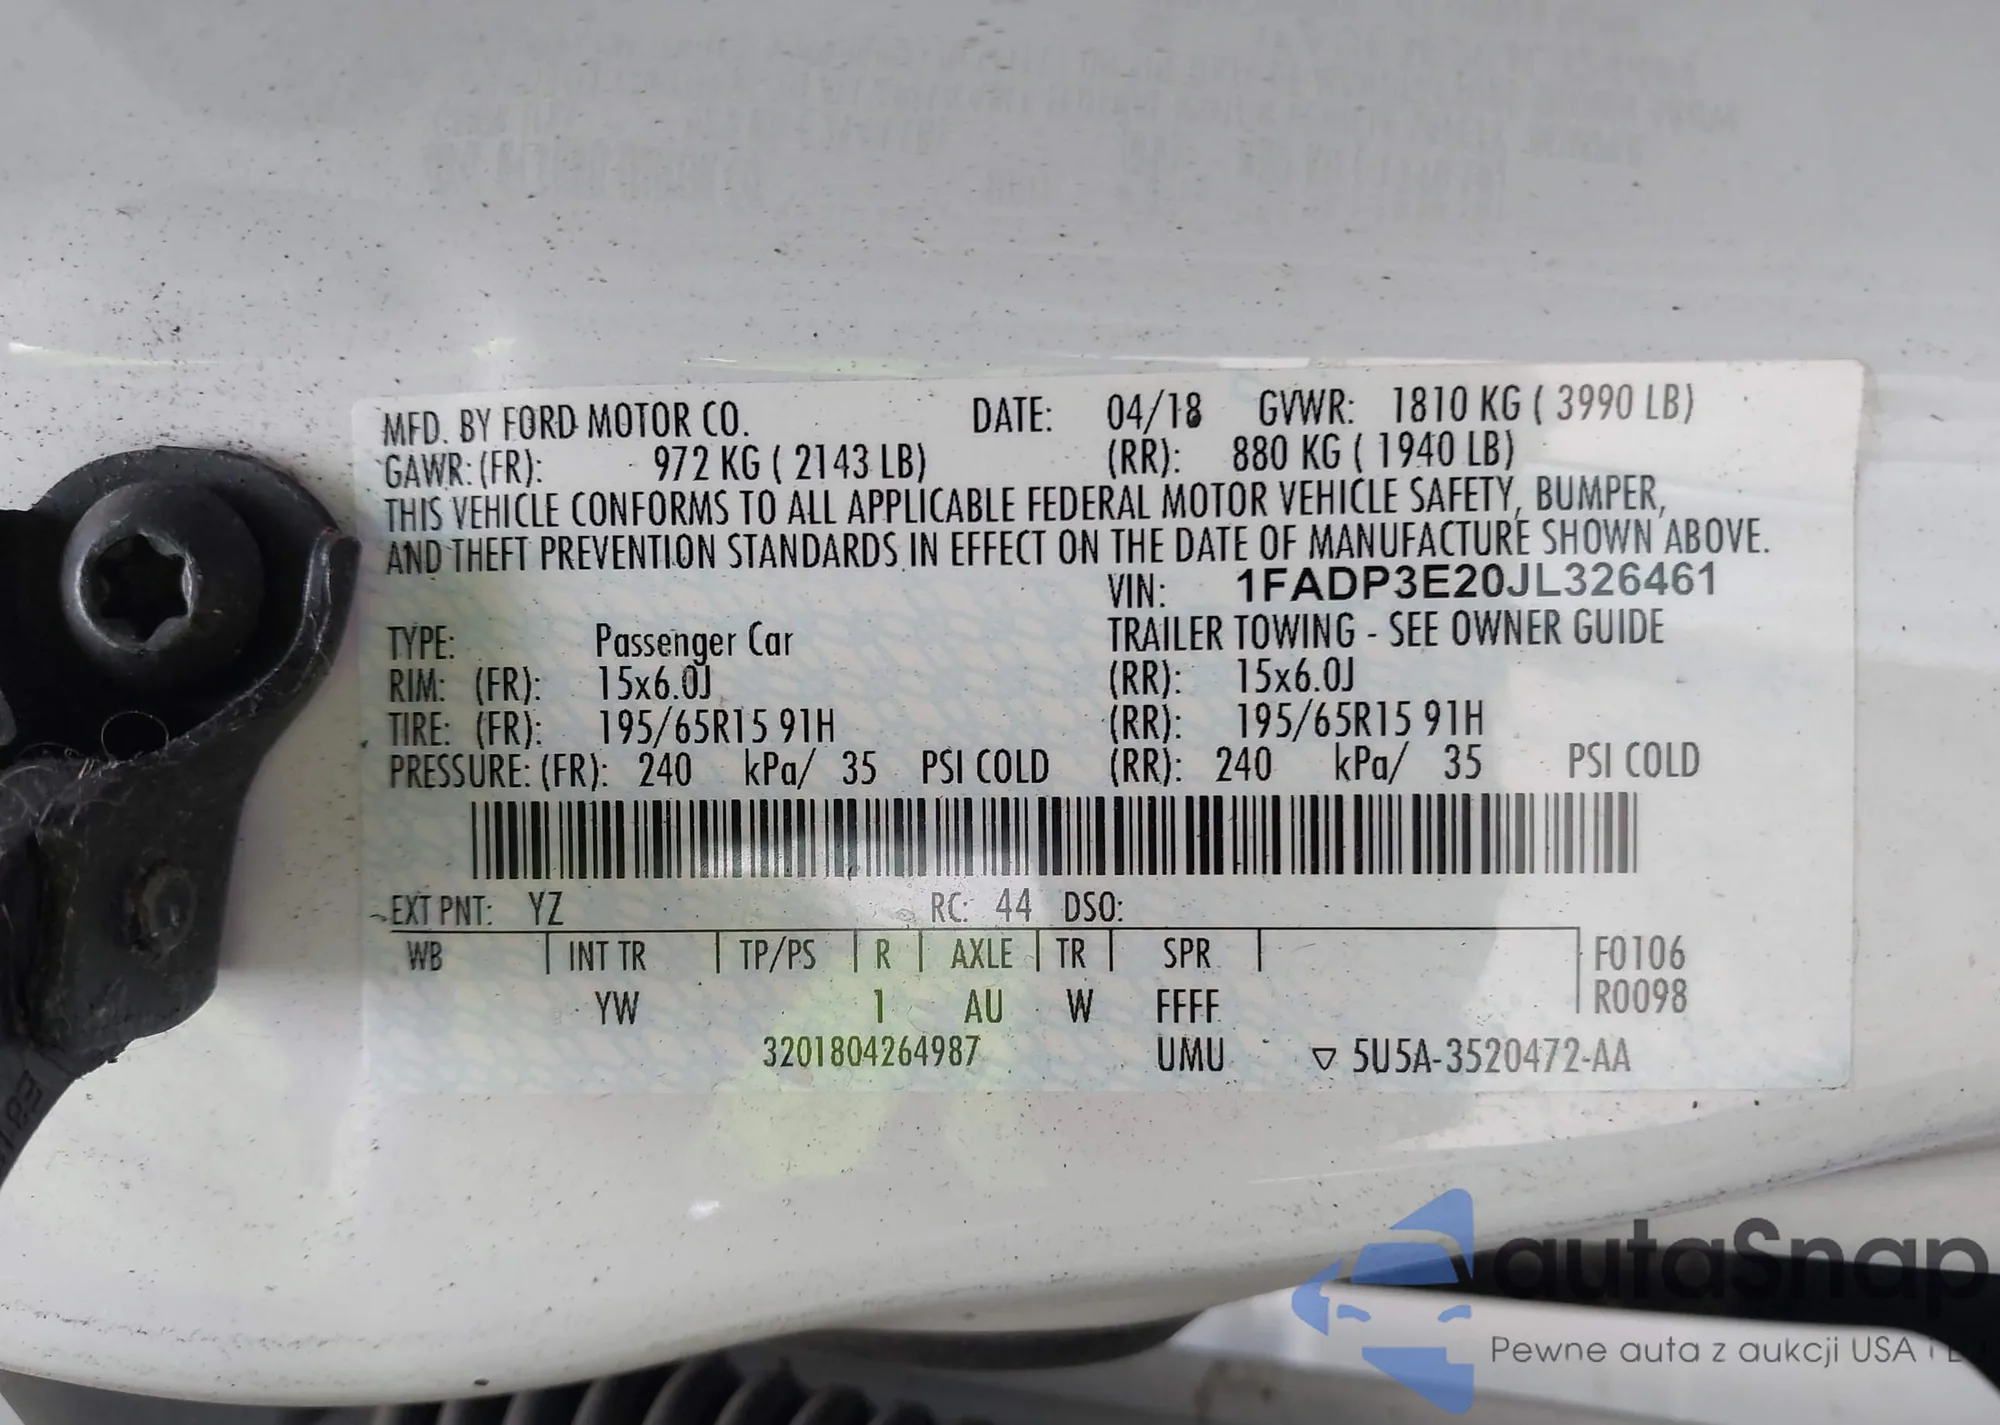 MFD. BY FORD MOTOR CO. DATE: 04/18 GVWR: 1810 KG ( 3990 LB)
GAWR: (FR): 972 KG ( 2143 LB) (RR): 880 KG ( 1940 LB)
THIS VEHICLE CONFORMS TO ALL APPLICABLE FEDERAL MOTOR VEHICLE SAFETY, BUMPER,
AND THEFT PREVENTION STANDARDS IN EFFECT ON THE DATE OF MANUFACTURE SHOWN ABOVE.
VIN: 1FADP3E20JL326461
TYPE: Passenger Car TRAILER TOWING - SEE OWNER GUIDE
RIM: (FR): 15x6.0J (RR): 15x6.0J
TIRE: (FR): 195/65R15 91H (RR): 195/65R15 91H
PRESSURE: (FR): 240 kPa/ 35 PSI COLD (RR): 240 kPa/ 35 PSI COLD
EXT PNT: YZ RC: 44 DSO:
WB INT TR TP/PS R AXLE TR SPR F0106
YW 1 AU W FFFF R0098
3201804264987 UMU ▽ 5U5A-3520472-AA
autaSnap
Pewne auta z aukcji USA i